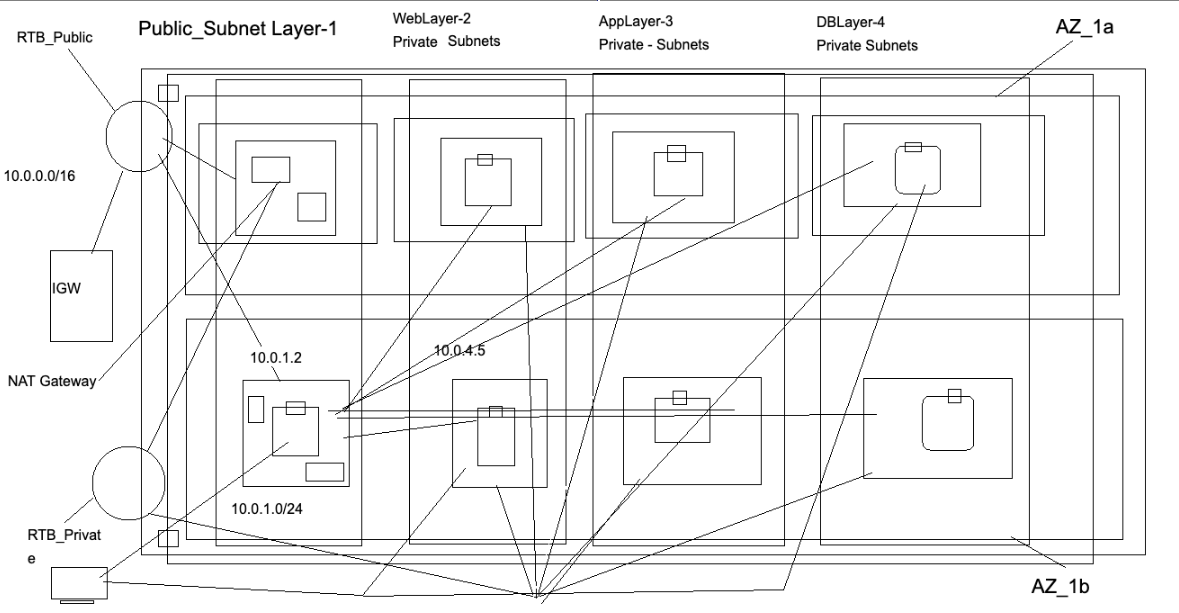 RTB_Public
Public_Subnet Layer-1
WebLayer-2
Private Subnets
AppLayer-3
Private - Subnets
DBLayer-4
Private Subnets
AZ_1a
10.0.0.0/16
IGW
10.0.1.2
10.0.4.5
NAT Gateway
10.0.1.0/24
RTB_Privat
e
AZ_1b